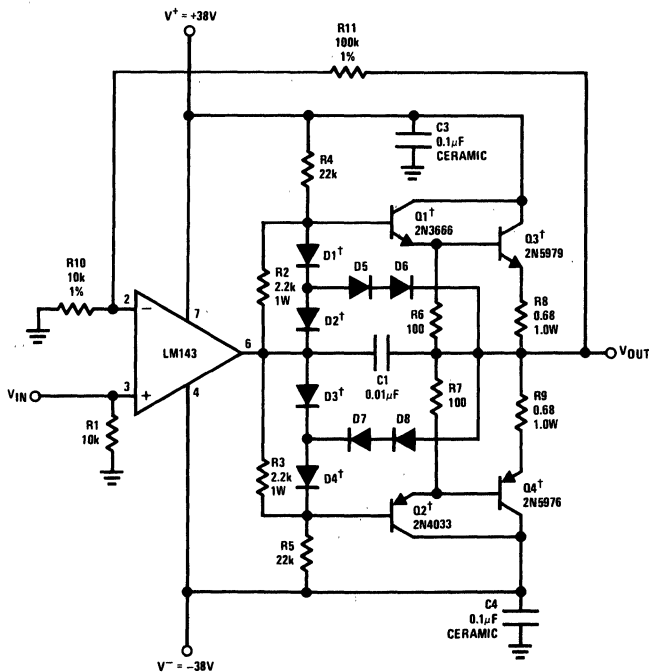 V+ = +38V
R11
100k
1%
C3
0.1µF
CERAMIC
R4
22k
Q1†
2N3666
Q3†
2N5979
R10
10k
1%
R2
2.2k
1W
D1†
D5
D6
D2†
R6
100
R8
0.68
1.0W
2
−
7
LM143
6
VOUT
VIN
3
+
4
C1
0.01µF
R7
100
R9
0.68
1.0W
R1
10k
D3†
D7
D8
R3
2.2k
1W
D4†
Q2†
2N4033
Q4†
2N5976
R5
22k
C4
0.1µF
CERAMIC
V− = −38V